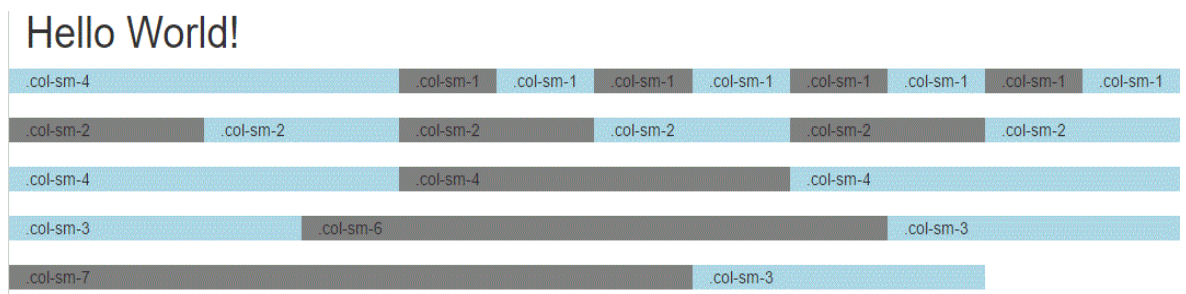 Hello World!
.col-sm-4 .col-sm-1 .col-sm-1 .col-sm-1 .col-sm-1 .col-sm-1 .col-sm-1 .col-sm-1 .col-sm-1
.col-sm-2 .col-sm-2 .col-sm-2 .col-sm-2 .col-sm-2 .col-sm-2
.col-sm-4 .col-sm-4 .col-sm-4
.col-sm-3 .col-sm-6 .col-sm-3
.col-sm-7 .col-sm-3